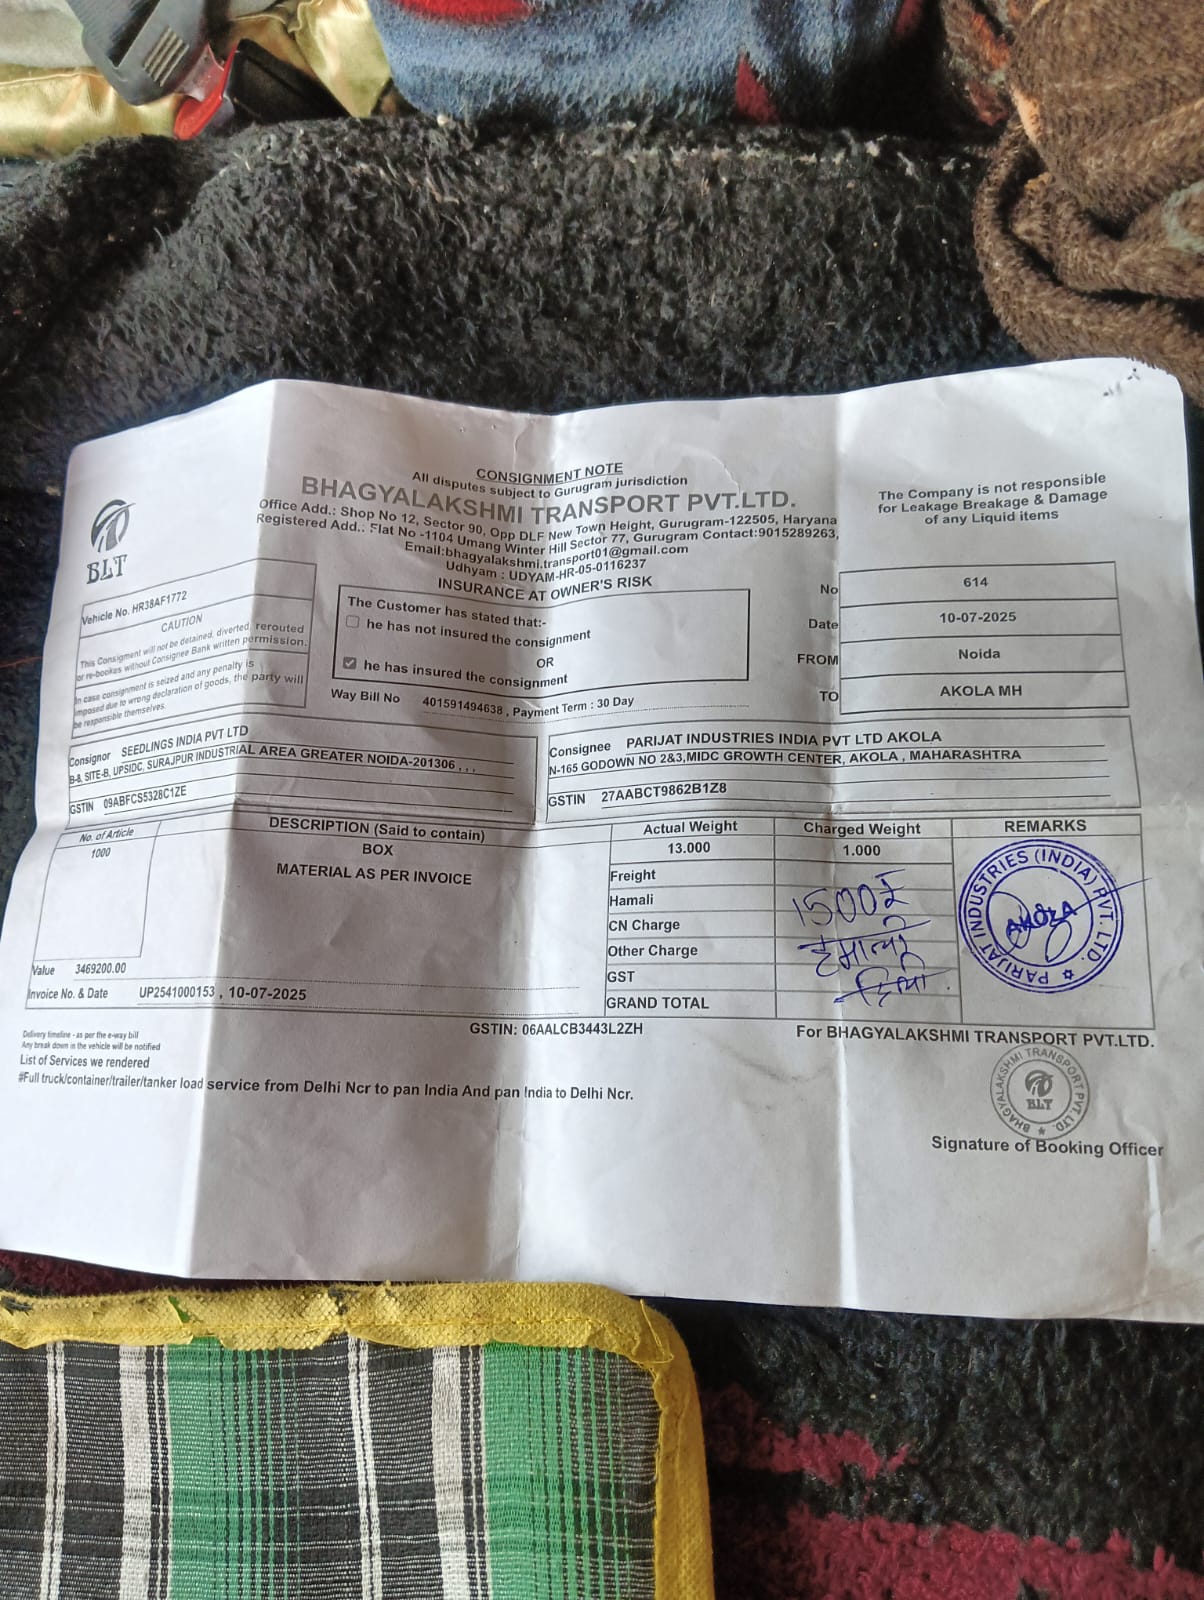 CONSIGNMENT NOTE
All disputes subject to Gurugram jurisdiction
BHAGYALAKSHMI TRANSPORT PVT.LTD.
Office Add.: Shop No 12, Sector 90, Opp DLF New Town Height, Gurugram-122505, Haryana
Registered Add.: Flat No -1104 Umang Winter Hill Sector 77, Gurugram Contact:9015289263,
Email:bhagyalakshmi.transport01@gmail.com
Udhyam : UDYAM-HR-05-0116237
INSURANCE AT OWNER'S RISK
The Company is not responsible
for Leakage Breakage & Damage
of any Liquid items
BLT
Vehicle No. HR38AF1772
CAUTION
This Consigment will not be detained, diverted, rerouted
or re-bookes without Consignee Bank written permission.
In case consignment is seized and any penalty is
imposed due to wrong declaration of goods, the party will
be responsible themselves.
The Customer has stated that:-
he has not insured the consignment
OR
he has insured the consignment
Way Bill No 401591494638 , Payment Term : 30 Day
No 614
Date 10-07-2025
FROM Noida
TO AKOLA MH
Consignor SEEDLINGS INDIA PVT LTD
B-8, SITE-B, UPSIDC, SURAJPUR INDUSTRIAL AREA GREATER NOIDA-201306 , , ,
GSTIN 09ABFCS5328C1ZE
Consignee PARIJAT INDUSTRIES INDIA PVT LTD AKOLA
N-165 GODOWN NO 2&3,MIDC GROWTH CENTER, AKOLA , MAHARASHTRA
GSTIN 27AABCT9862B1Z8
No. of Article
1000
DESCRIPTION (Said to contain)
BOX
MATERIAL AS PER INVOICE
Actual Weight Charged Weight REMARKS
13.000 1.000
Freight
Hamali
CN Charge
Other Charge
GST
GRAND TOTAL
1500₹
हमाली
दिया
PARIJAT INDUSTRIES (INDIA) PVT. LTD.
AKOLA
Value 3469200.00
Invoice No. & Date UP2541000153 , 10-07-2025
GSTIN: 06AALCB3443L2ZH
For BHAGYALAKSHMI TRANSPORT PVT.LTD.
Delivery timeline - as per the e-way bill
Any break down in the vehicle will be notified
List of Services we rendered
#Full truck/container/trailer/tanker load service from Delhi Ncr to pan India And pan India to Delhi Ncr.
BHAGYALAKSHMI TRANSPORT PVT. LTD.
BLT
Signature of Booking Officer